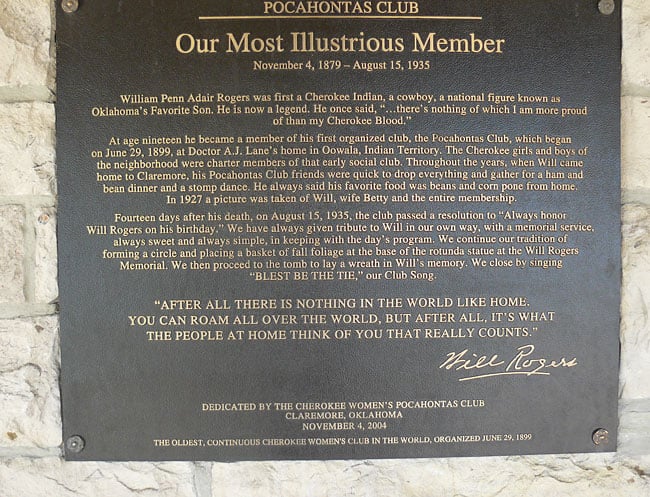 POCAHONTAS CLUB
Our Most Illustrious Member
November 4, 1879 – August 15, 1935
William Penn Adair Rogers was first a Cherokee Indian, a cowboy, a national figure known as
Oklahoma's Favorite Son. He is now a legend. He once said, "...there's nothing of which I am more proud
of than my Cherokee Blood."
At age nineteen he became a member of his first organized club, the Pocahontas Club, which began
on June 29, 1899, at Doctor A.J. Lane's home in Oowala, Indian Territory. The Cherokee girls and boys of
the neighborhood were charter members of that early social club. Throughout the years, when Will came
home to Claremore, his Pocahontas Club friends were quick to drop everything and gather for a ham and
bean dinner and a stomp dance. He always said his favorite food was beans and corn pone from home.
In 1927 a picture was taken of Will, wife Betty and the entire membership.
Fourteen days after his death, on August 15, 1935, the club passed a resolution to "Always honor
Will Rogers on his birthday." We have always given tribute to Will in our own way, with a memorial service,
always sweet and always simple, in keeping with the day's program. We continue our tradition of
forming a circle and placing a basket of fall foliage at the base of the rotunda statue at the Will Rogers
Memorial. We then proceed to the tomb to lay a wreath in Will's memory. We close by singing
"BLEST BE THE TIE," our Club Song.
"AFTER ALL THERE IS NOTHING IN THE WORLD LIKE HOME.
YOU CAN ROAM ALL OVER THE WORLD, BUT AFTER ALL, IT'S WHAT
THE PEOPLE AT HOME THINK OF YOU THAT REALLY COUNTS."
Will Rogers
DEDICATED BY THE CHEROKEE WOMEN'S POCAHONTAS CLUB
CLAREMORE, OKLAHOMA
NOVEMBER 4, 2004
THE OLDEST, CONTINUOUS CHEROKEE WOMEN'S CLUB IN THE WORLD, ORGANIZED JUNE 29, 1899